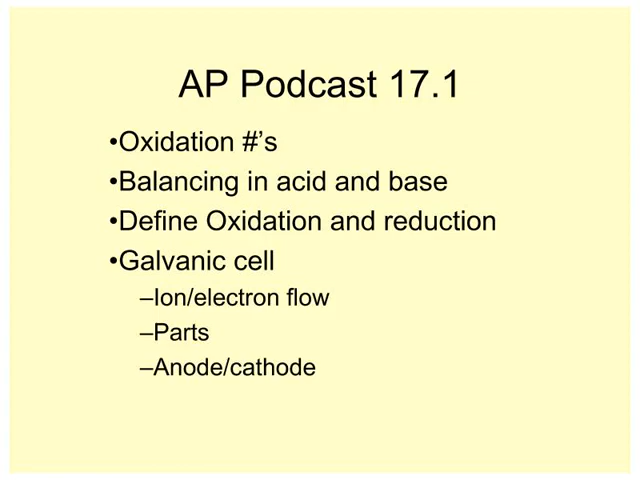 AP Podcast 17.1
•Oxidation #’s
•Balancing in acid and base
•Define Oxidation and reduction
•Galvanic cell
–Ion/electron flow
–Parts
–Anode/cathode